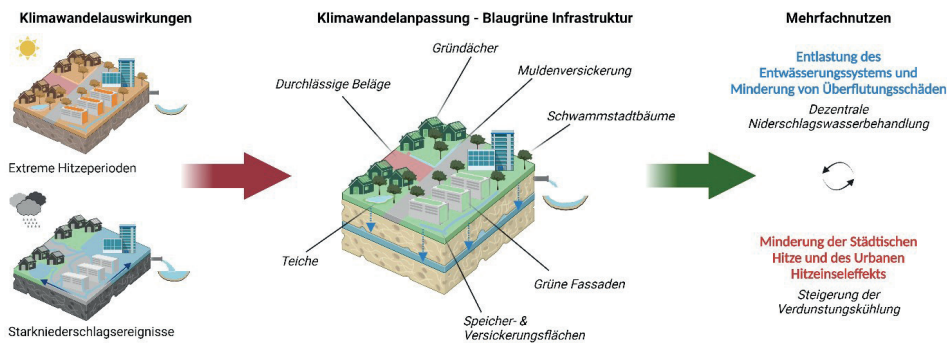 Klimawandelauswirkungen
Extreme Hitzeperioden
Starkniederschlagsereignisse
Klimawandelanpassung - Blaugrüne Infrastruktur
Gründächer
Durchlässige Beläge
Muldenversickerung
Schwammstadtbäume
Teiche
Grüne Fassaden
Speicher- &
Versickerungsflächen
Mehrfachnutzen
Entlastung des
Entwässerungssystems und
Minderung von Überflutungsschäden
Dezentrale
Niderschlagswasserbehandlung
Minderung der Städtischen
Hitze und des Urbanen
Hitzeinseleffekts
Steigerung der
Verdunstungskühlung